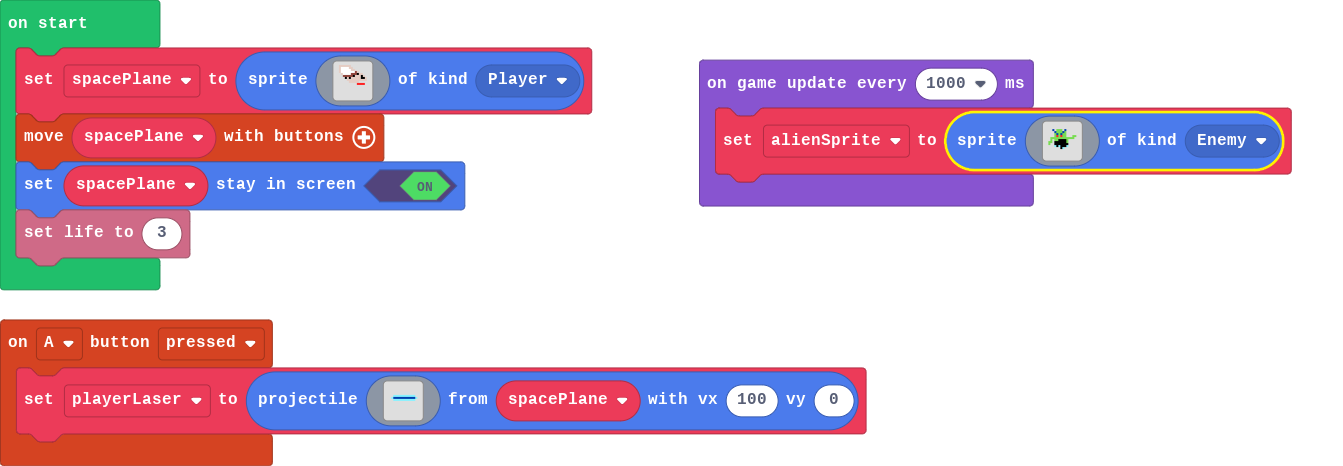 on start
set spacePlane to sprite of kind Player
move spacePlane with buttons
set spacePlane stay in screen ON
set life to 3
on game update every 1000 ms
set alienSprite to sprite of kind Enemy
on A button pressed
set playerLaser to projectile from spacePlane with vx 100 vy 0